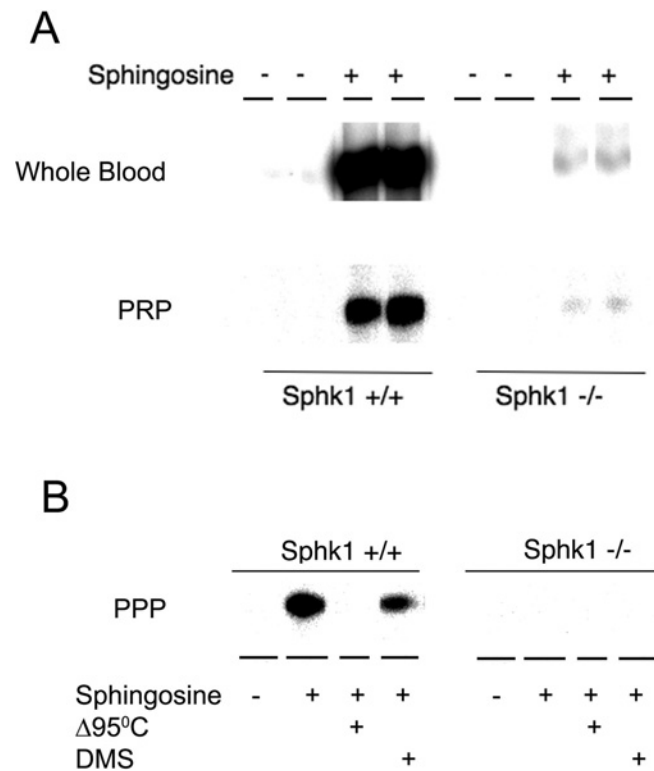 A
Sphingosine - - + + - - + +
Whole Blood
PRP
Sphk1 +/+ Sphk1 -/-
B
Sphk1 +/+ Sphk1 -/-
PPP
Sphingosine - + + + - + + +
Δ95⁰C + +
DMS + +